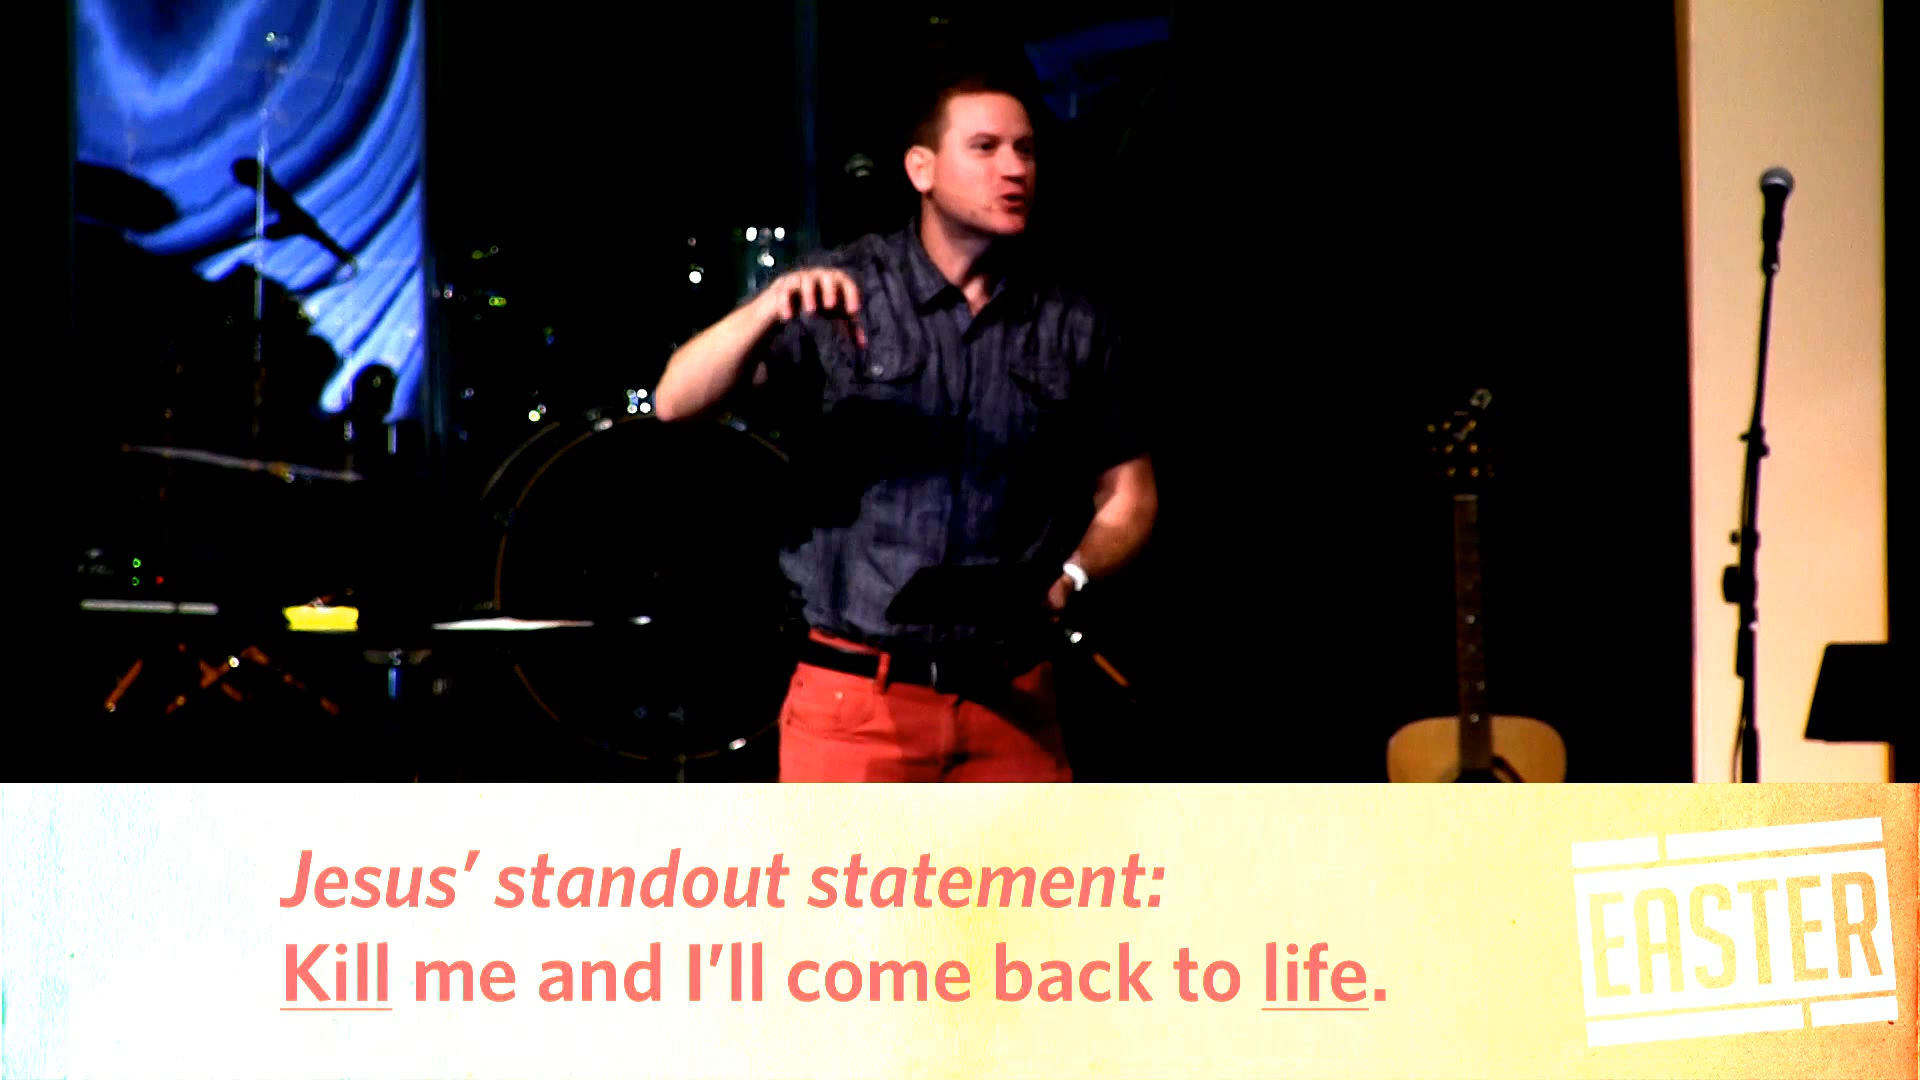 Jesus’ standout statement:
Kill me and I’ll come back to life.
EASTER